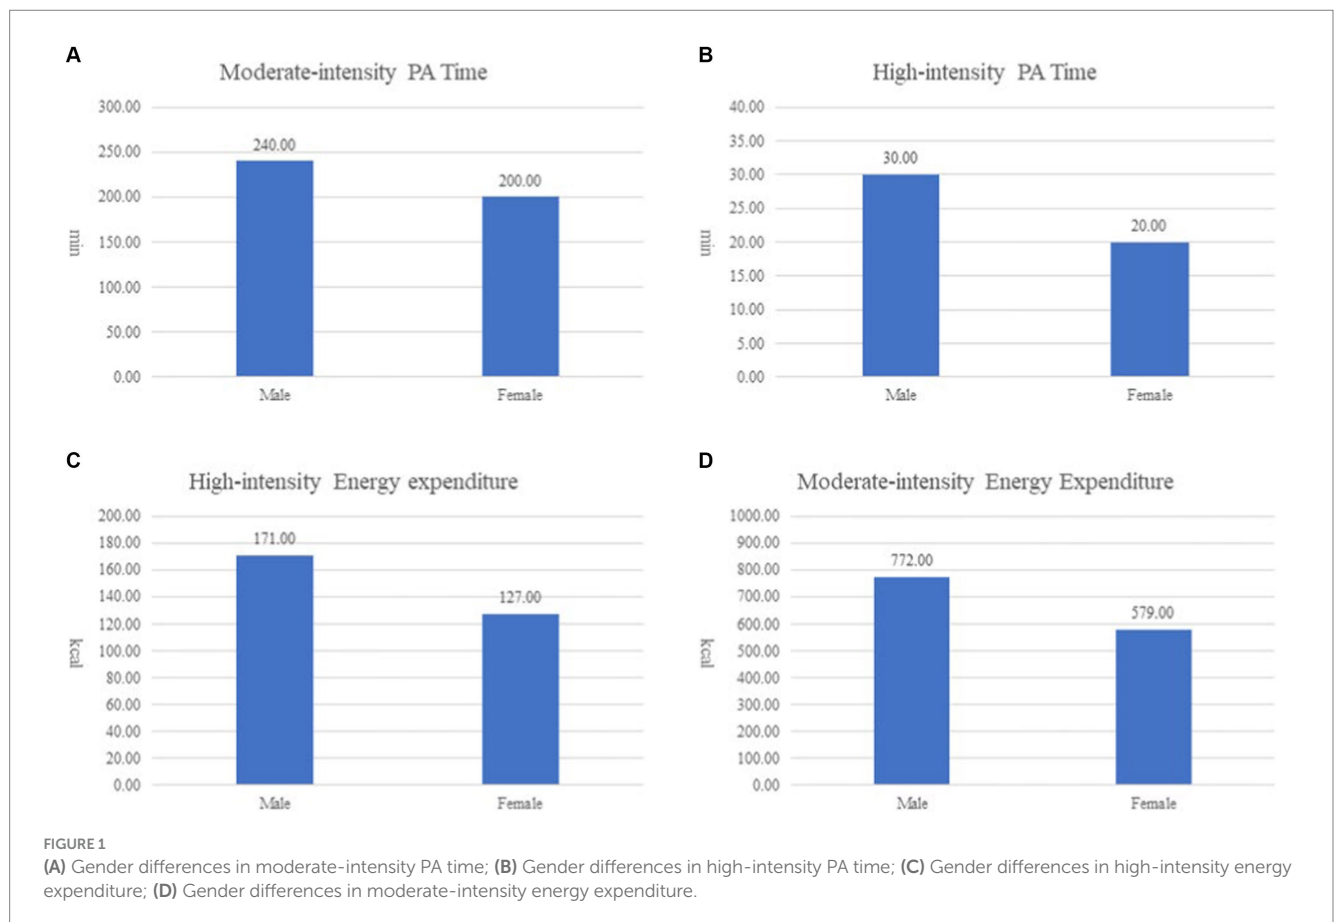 A
Moderate-intensity PA Time
300.00
250.00
200.00
150.00
100.00
50.00
0.00
min
240.00
200.00
Male
Female
B
High-intensity PA Time
40.00
35.00
30.00
25.00
20.00
15.00
10.00
5.00
0.00
min
30.00
20.00
Male
Female
C
High-intensity Energy expenditure
200.00
180.00
160.00
140.00
120.00
100.00
80.00
60.00
40.00
20.00
0.00
kcal
171.00
127.00
Male
Female
D
Moderate-intensity Energy Expenditure
1000.00
900.00
800.00
700.00
600.00
500.00
400.00
300.00
200.00
100.00
0.00
kcal
772.00
579.00
Male
Female
FIGURE 1
(A) Gender differences in moderate-intensity PA time; (B) Gender differences in high-intensity PA time; (C) Gender differences in high-intensity energy
expenditure; (D) Gender differences in moderate-intensity energy expenditure.